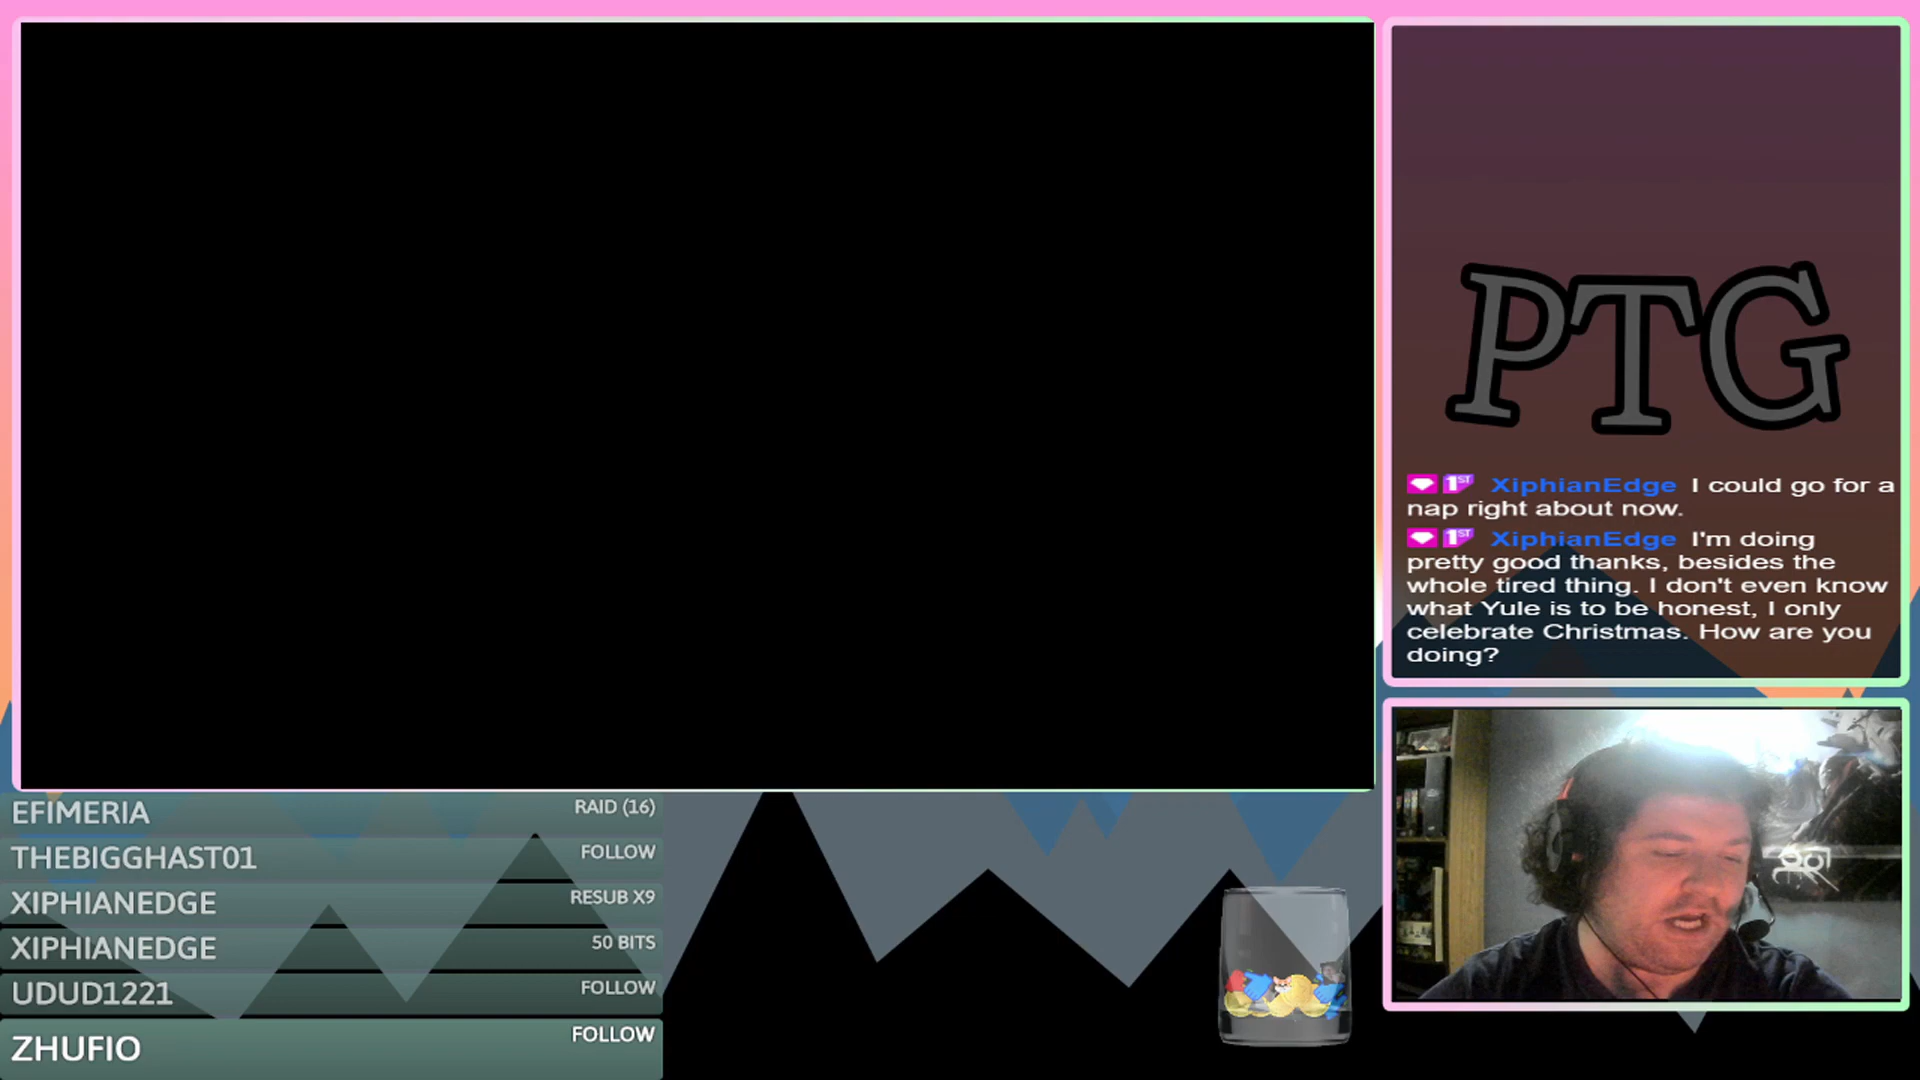 PTG
XiphianEdge I could go for a
nap right about now.
XiphianEdge I'm doing
pretty good thanks, besides the
whole tired thing. I don't even know
what Yule is to be honest, I only
celebrate Christmas. How are you
doing?
EFIMERIA RAID (16)
THEBIGGHAST01 FOLLOW
XIPHIANEDGE RESUB X9
XIPHIANEDGE 50 BITS
UDUD1221 FOLLOW
ZHUFIO FOLLOW